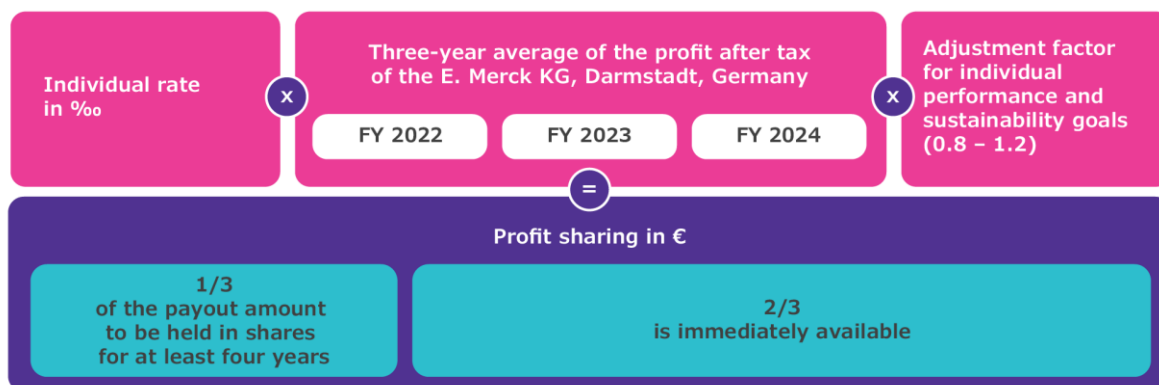 Individual rate
in ‰
x
Three-year average of the profit after tax
of the E. Merck KG, Darmstadt, Germany
FY 2022
FY 2023
FY 2024
x
Adjustment factor
for individual
performance and
sustainability goals
(0.8 – 1.2)
=
Profit sharing in €
1/3
of the payout amount
to be held in shares
for at least four years
2/3
is immediately available